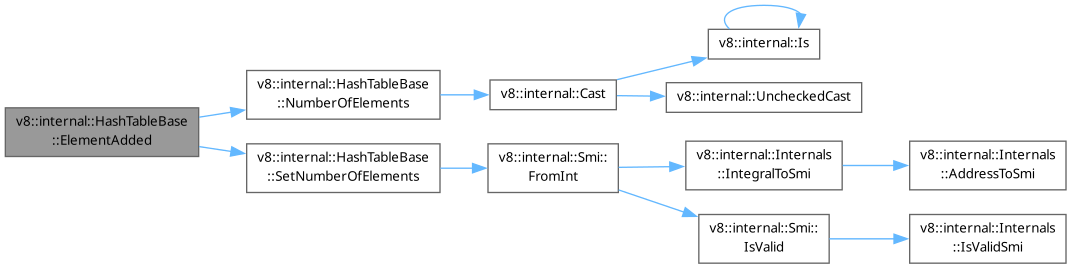 v8::internal::HashTableBase
::ElementAdded
v8::internal::HashTableBase
::NumberOfElements
v8::internal::Cast
v8::internal::Is
v8::internal::UncheckedCast
v8::internal::HashTableBase
::SetNumberOfElements
v8::internal::Smi::
FromInt
v8::internal::Internals
::IntegralToSmi
v8::internal::Internals
::AddressToSmi
v8::internal::Smi::
IsValid
v8::internal::Internals
::IsValidSmi